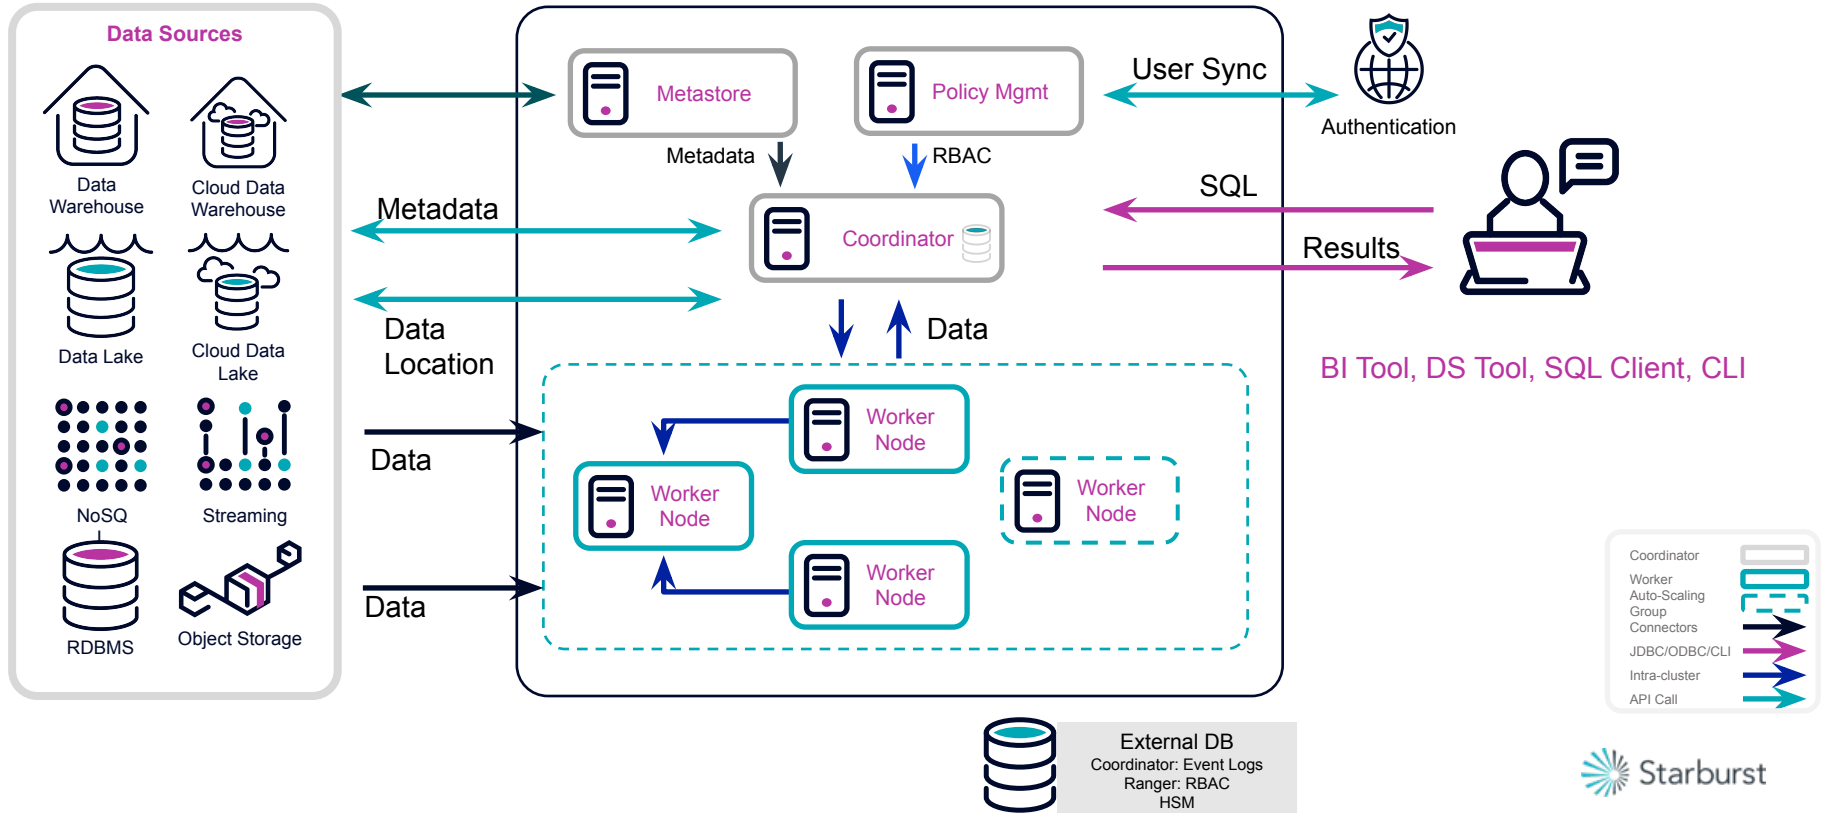 Data Sources
Data
Warehouse
Cloud Data
Warehouse
Data Lake
Cloud Data
Lake
NoSQ
Streaming
RDBMS
Object Storage
Metastore
Policy Mgmt
User Sync
Authentication
Metadata
RBAC
Metadata
Coordinator
SQL
Results
Data
Location
Data
BI Tool, DS Tool, SQL Client, CLI
Data
Data
Worker
Node
Worker
Node
Worker
Node
Worker
Node
Coordinator
Worker
Auto-Scaling
Group
Connectors
JDBC/ODBC/CLI
Intra-cluster
API Call
External DB
Coordinator: Event Logs
Ranger: RBAC
HSM
Starburst